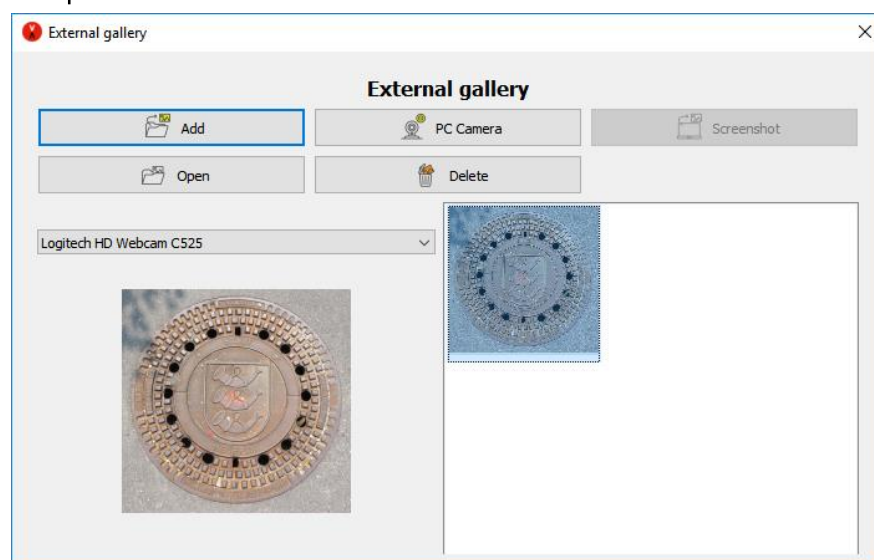 External gallery
External gallery
Add
PC Camera
Screenshot
Open
Delete
Logitech HD Webcam C525